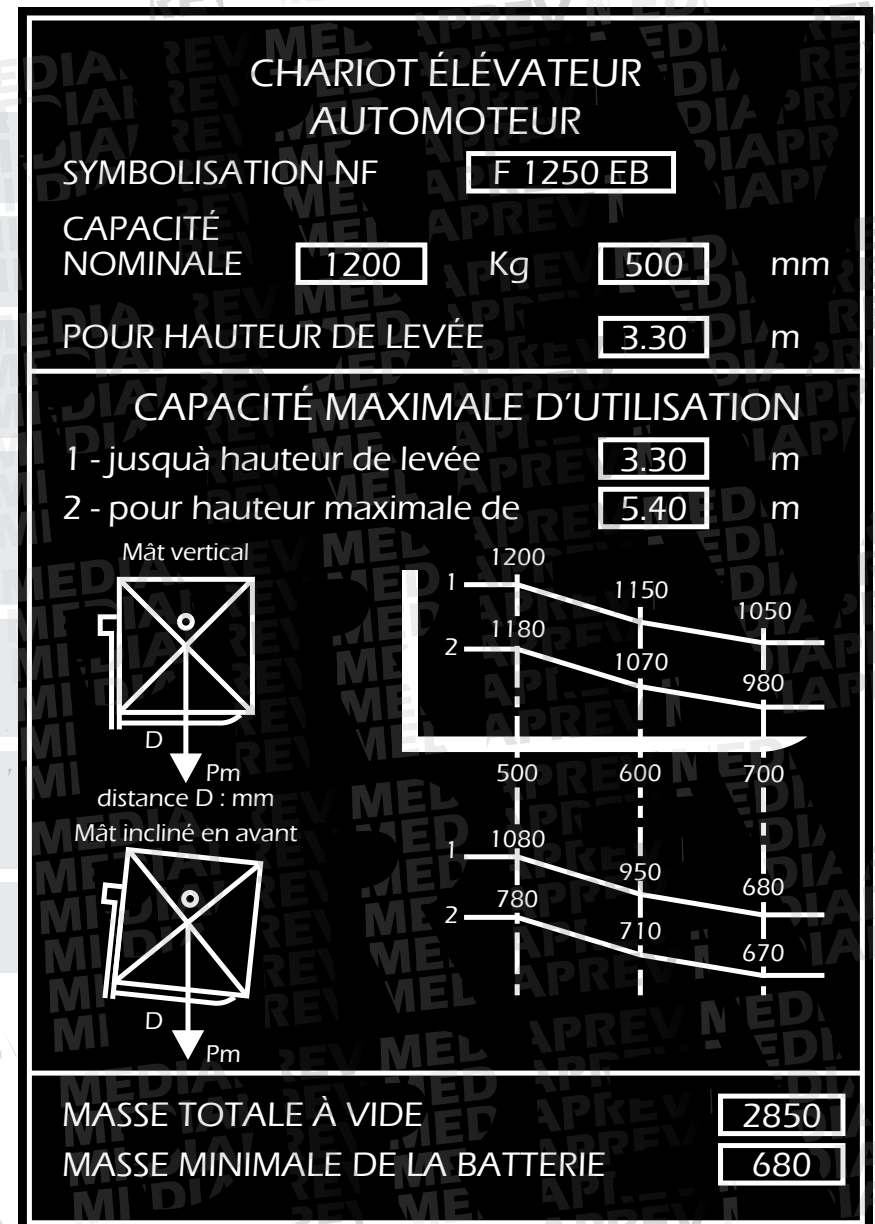 CHARIOT ÉLÉVATEUR
AUTOMOTEUR
SYMBOLISATION NF F 1250 EB
CAPACITÉ
NOMINALE 1200 Kg 500 mm
POUR HAUTEUR DE LEVÉE 3.30 m
CAPACITÉ MAXIMALE D'UTILISATION
1 - jusquà hauteur de levée 3.30 m
2 - pour hauteur maximale de 5.40 m
Mât vertical
1200
1 1150
1050
2 1180
1070
980
D
Pm
500 600 700
distance D : mm
Mât incliné en avant
1 1080
950
680
2 780
710
670
D
Pm
MASSE TOTALE À VIDE 2850
MASSE MINIMALE DE LA BATTERIE 680